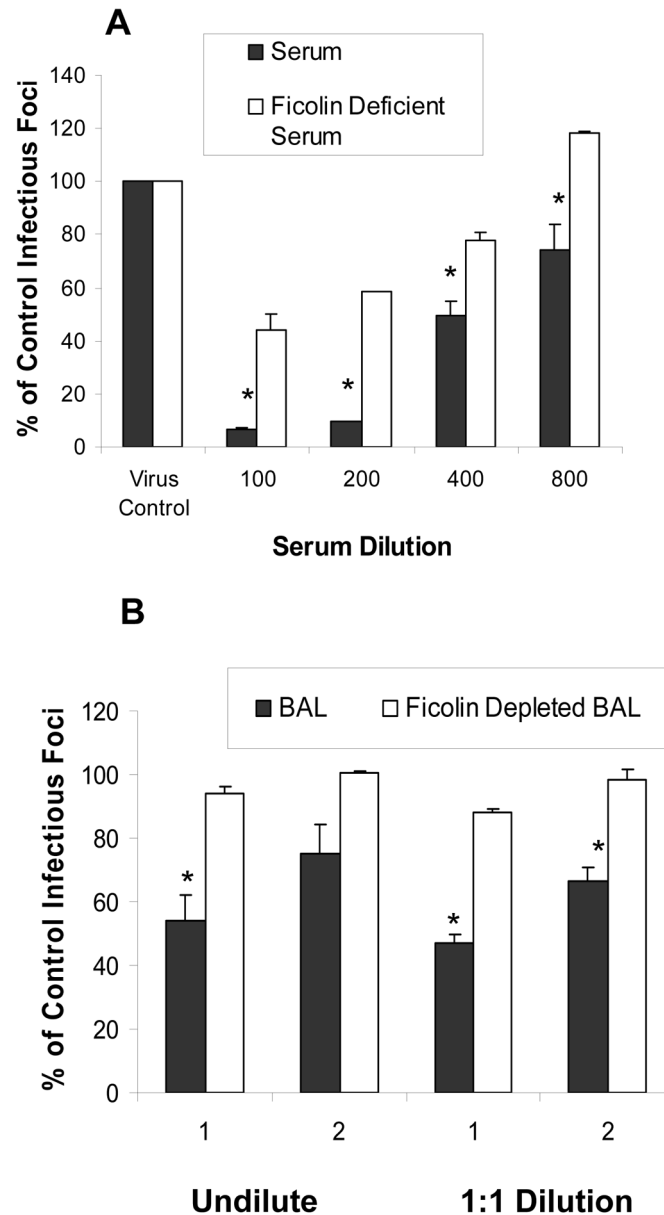 A
Serum
Ficolin Deficient
Serum
% of Control Infectious Foci
140
120
100
80
60
40
20
0
*
*
*
*
Virus
Control
100
200
400
800
Serum Dilution
B
BAL
Ficolin Depleted BAL
% of Control Infectious Foci
120
100
80
60
40
20
0
*
*
*
1
2
1
2
Undilute
1:1 Dilution